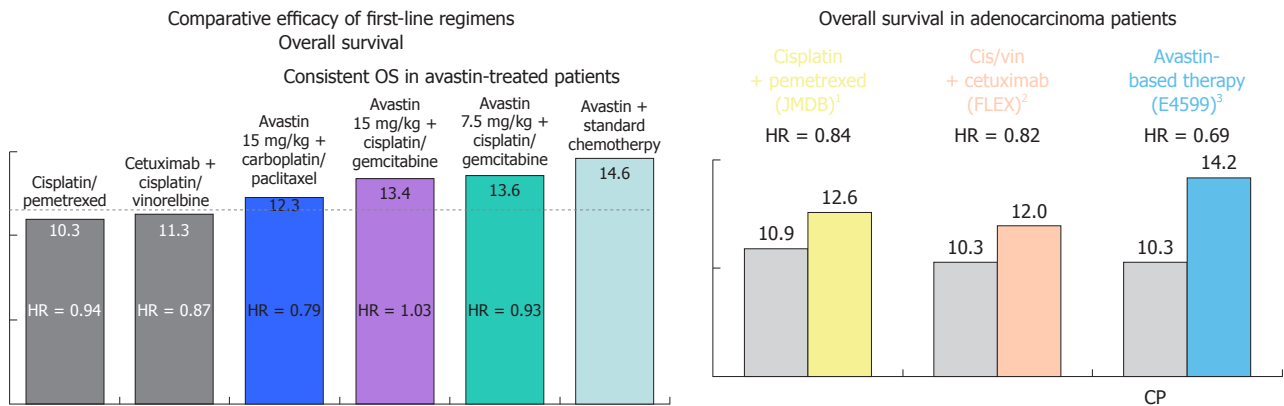 Comparative efficacy of first-line regimens
Overall survival
Consistent OS in avastin-treated patients
Cisplatin/
pemetrexed
10.3
HR = 0.94
Cetuximab +
cisplatin/
vinorelbine
11.3
HR = 0.87
Avastin
15 mg/kg +
carboplatin/
paclitaxel
12.3
HR = 0.79
Avastin
15 mg/kg +
cisplatin/
gemcitabine
13.4
HR = 1.03
Avastin
7.5 mg/kg +
cisplatin/
gemcitabine
13.6
HR = 0.93
Avastin +
standard
chemotherpy
14.6
Overall survival in adenocarcinoma patients
Cisplatin
+ pemetrexed
(JMDB)1
HR = 0.84
10.9
12.6
Cis/vin
+ cetuximab
(FLEX)2
HR = 0.82
10.3
12.0
Avastin-
based therapy
(E4599)3
HR = 0.69
10.3
14.2
CP